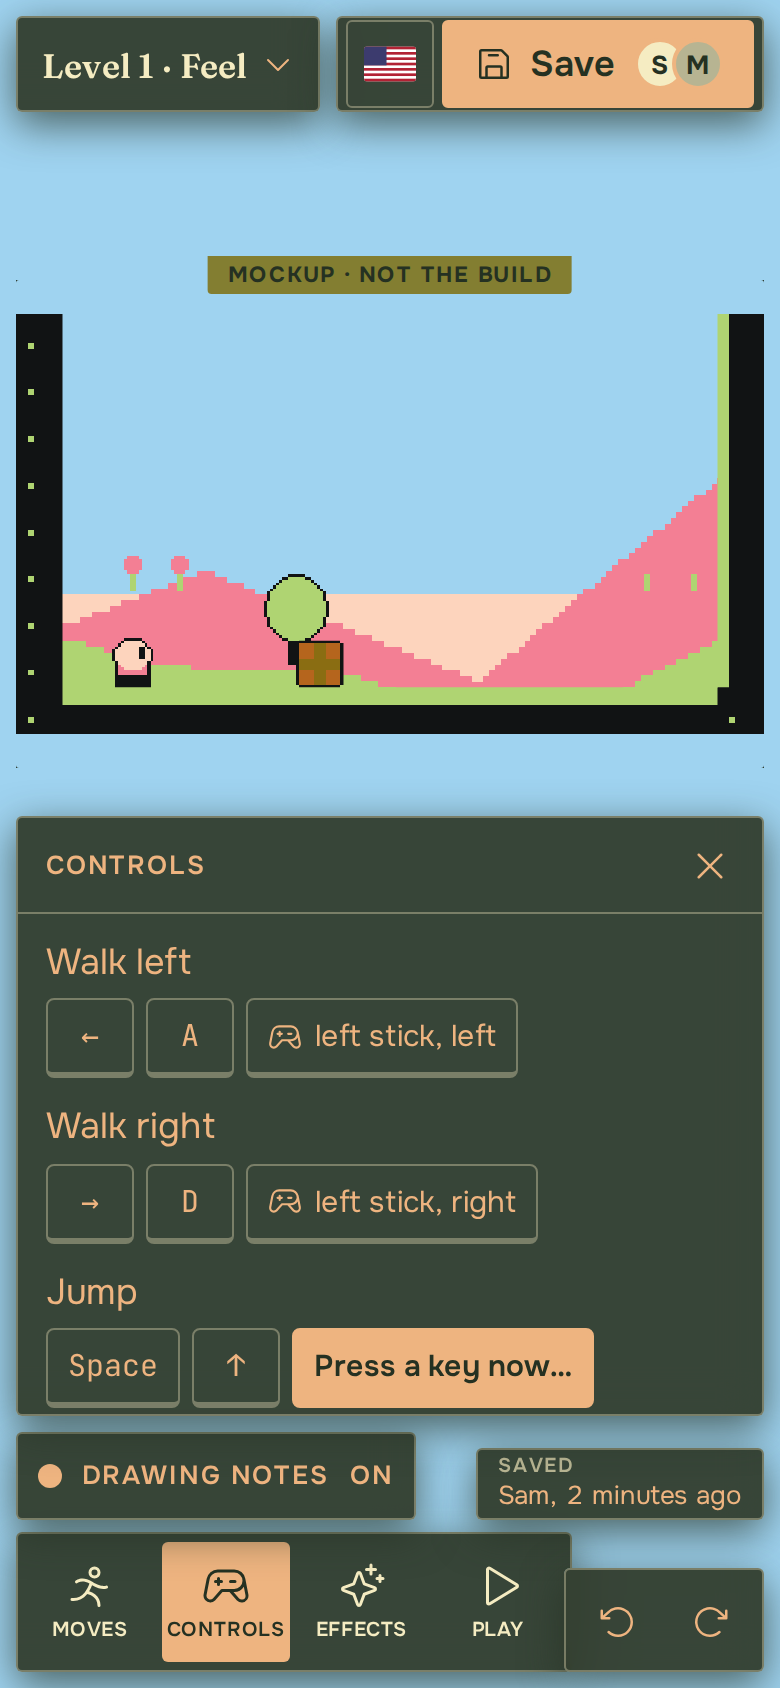 Level 1 · Feel
Save S M
MOCKUP · NOT THE BUILD
CONTROLS
Walk left
← A left stick, left
Walk right
→ D left stick, right
Jump
Space ↑ Press a key now...
DRAWING NOTES ON
SAVED
Sam, 2 minutes ago
MOVES CONTROLS EFFECTS PLAY